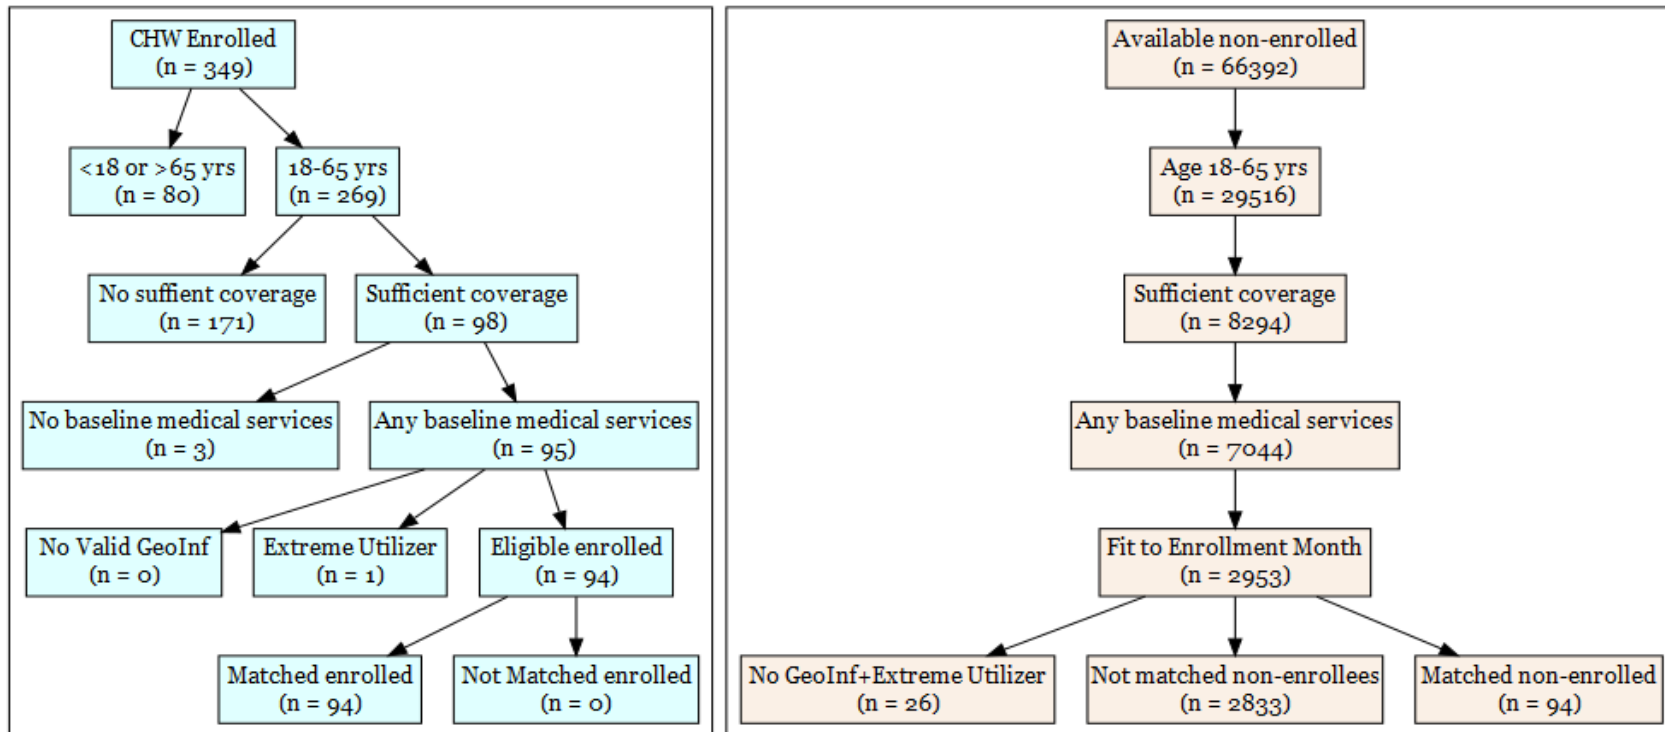 CHW Enrolled
(n = 349)
<18 or >65 yrs
(n = 80)
18-65 yrs
(n = 269)
No suffient coverage
(n = 171)
Sufficient coverage
(n = 98)
No baseline medical services
(n = 3)
Any baseline medical services
(n = 95)
No Valid GeoInf
(n = 0)
Extreme Utilizer
(n = 1)
Eligible enrolled
(n = 94)
Matched enrolled
(n = 94)
Not Matched enrolled
(n = 0)
Available non-enrolled
(n = 66392)
Age 18-65 yrs
(n = 29516)
Sufficient coverage
(n = 8294)
Any baseline medical services
(n = 7044)
Fit to Enrollment Month
(n = 2953)
No GeoInf+Extreme Utilizer
(n = 26)
Not matched non-enrollees
(n = 2833)
Matched non-enrolled
(n = 94)